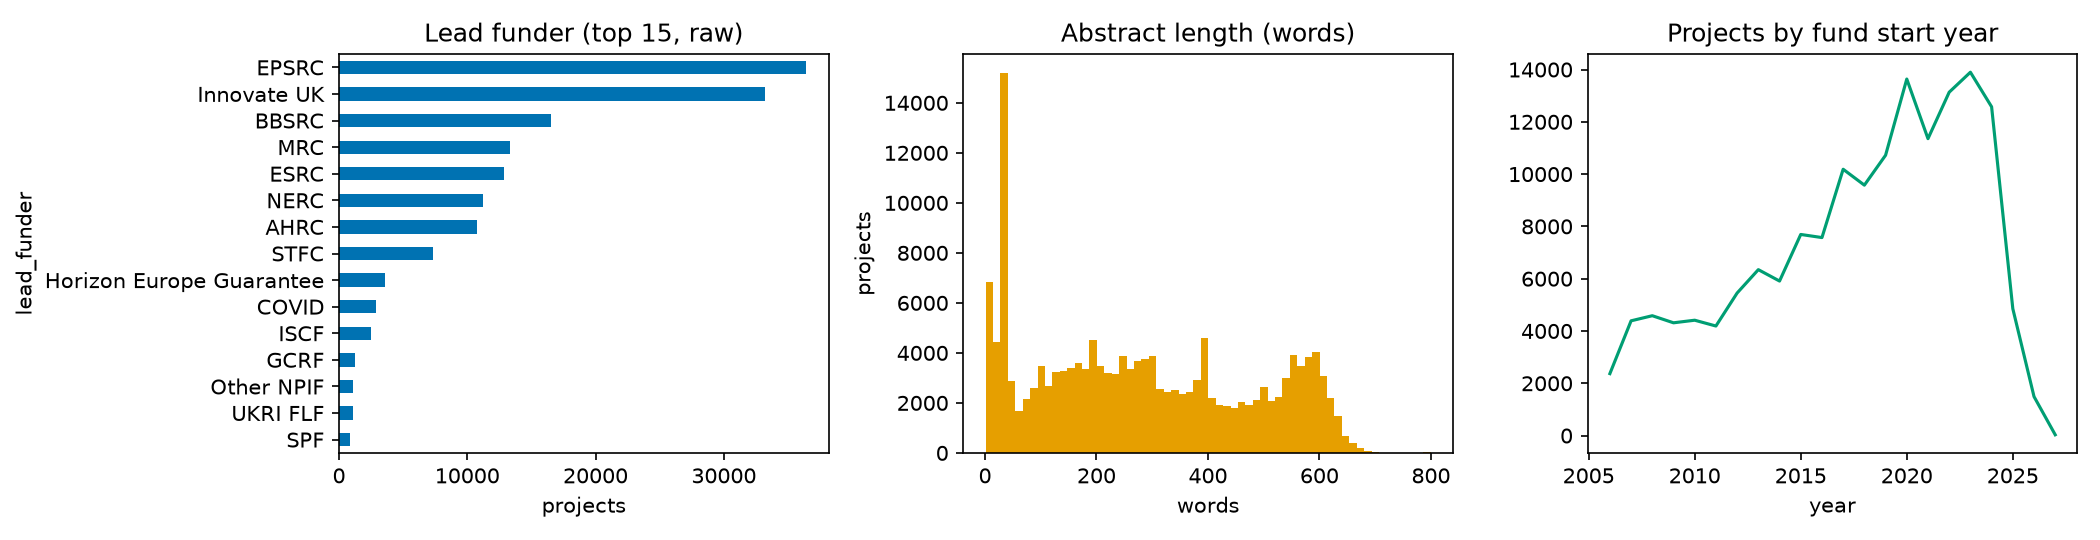 Lead funder (top 15, raw)
lead_funder
EPSRC
Innovate UK
BBSRC
MRC
ESRC
NERC
AHRC
STFC
Horizon Europe Guarantee
COVID
ISCF
GCRF
Other NPIF
UKRI FLF
SPF
0 10000 20000 30000
projects
Abstract length (words)
projects
14000
12000
10000
8000
6000
4000
2000
0
0 200 400 600 800
words
Projects by fund start year
14000
12000
10000
8000
6000
4000
2000
0
2005 2010 2015 2020 2025
year